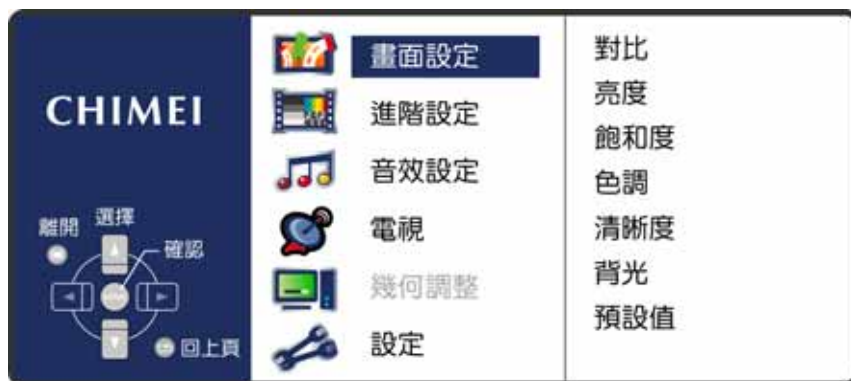 CHIMEI
離開
選擇
確認
回上頁
畫面設定
進階設定
音效設定
電視
幾何調整
設定
對比
亮度
飽和度
色調
清晰度
背光
預設值